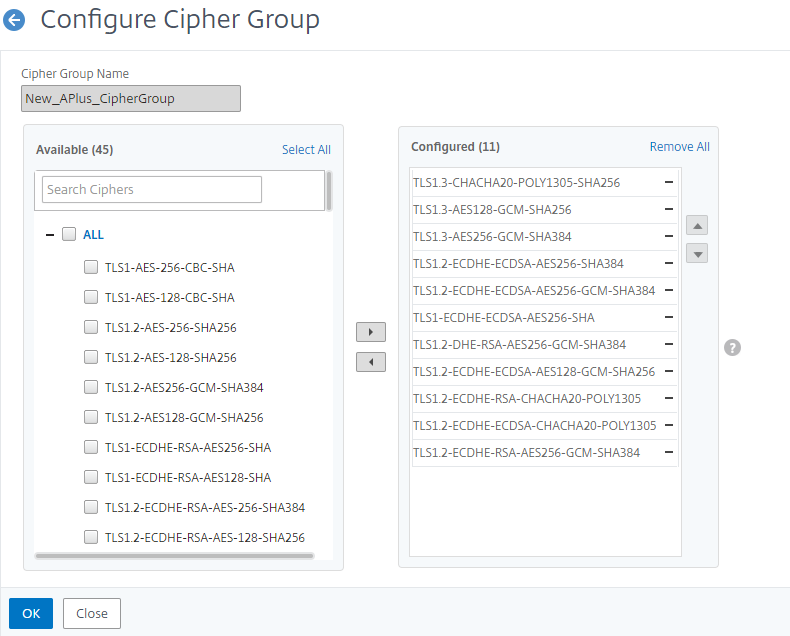 Configure Cipher Group
Cipher Group Name
New_APlus_CipherGroup
Available (45)
Select All
Search Ciphers
ALL
TLS1-AES-256-CBC-SHA
TLS1-AES-128-CBC-SHA
TLS1.2-AES-256-SHA256
TLS1.2-AES-128-SHA256
TLS1.2-AES256-GCM-SHA384
TLS1.2-AES128-GCM-SHA256
TLS1-ECDHE-RSA-AES256-SHA
TLS1-ECDHE-RSA-AES128-SHA
TLS1.2-ECDHE-RSA-AES-256-SHA384
TLS1.2-ECDHE-RSA-AES-128-SHA256
Configured (11)
Remove All
TLS1.3-CHACHA20-POLY1305-SHA256
TLS1.3-AES128-GCM-SHA256
TLS1.3-AES256-GCM-SHA384
TLS1.2-ECDHE-ECDSA-AES256-SHA384
TLS1.2-ECDHE-ECDSA-AES256-GCM-SHA384
TLS1-ECDHE-ECDSA-AES256-SHA
TLS1.2-DHE-RSA-AES256-GCM-SHA384
TLS1.2-ECDHE-ECDSA-AES128-GCM-SHA256
TLS1.2-ECDHE-RSA-CHACHA20-POLY1305
TLS1.2-ECDHE-ECDSA-CHACHA20-POLY1305
TLS1.2-ECDHE-RSA-AES256-GCM-SHA384
?
OK
Close